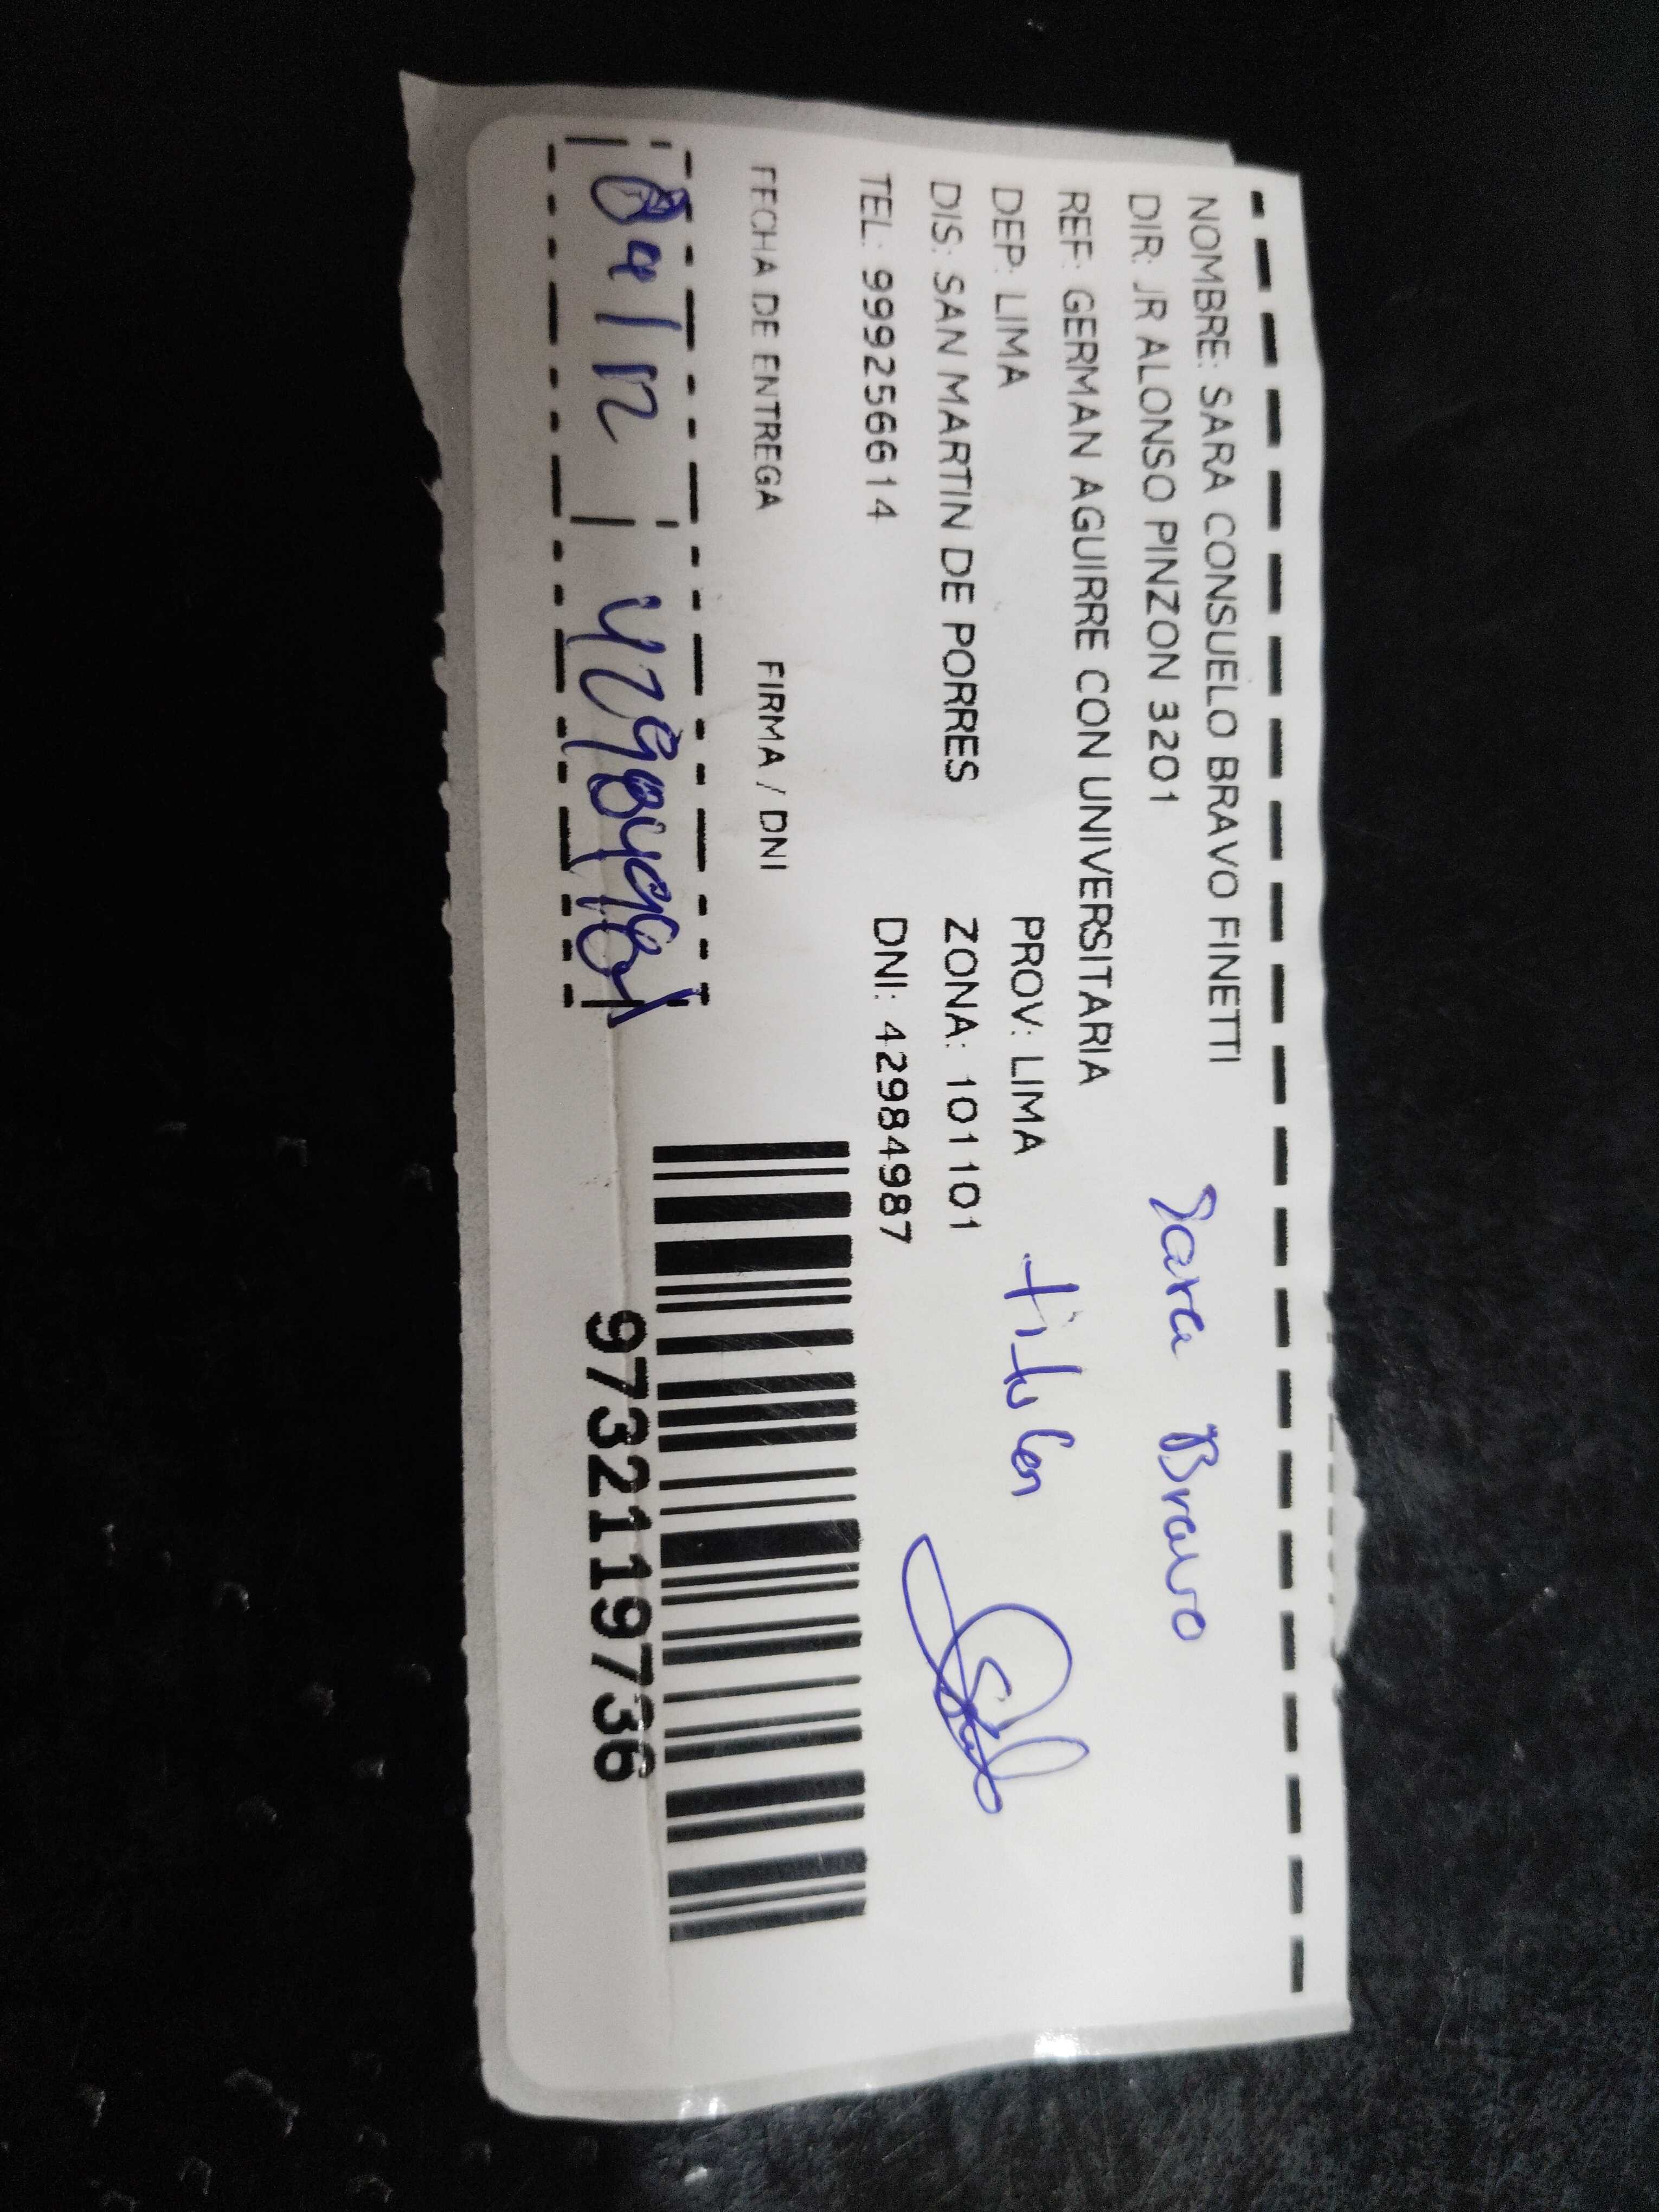 NOMBRE: SARA CONSUELO BRAVO FINETTI
Sara Bravo
DIR: JR ALONSO PINZON 3201
REF: GERMAN AGUIRRE CON UNIVERSITARIA
DEP: LIMA PROV: LIMA
titular
DIS: SAN MARTIN DE PORRES ZONA: 101101
TEL: 999256614 DNI: 42984987
FECHA DE ENTREGA FIRMA / DNI
04/12
9732119736